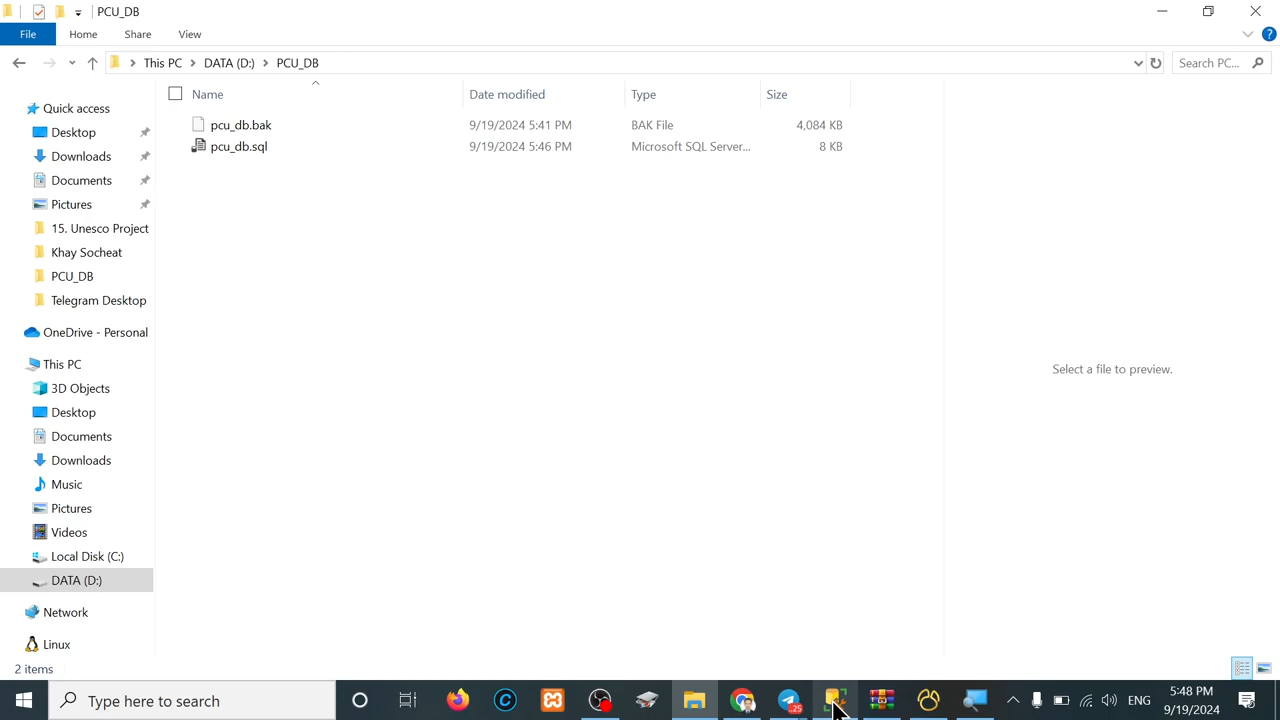 PCU_DB
File Home Share View
This PC DATA (D:) PCU_DB Search PC...
Name Date modified Type Size
pcu_db.bak 9/19/2024 5:41 PM BAK File 4,084 KB
pcu_db.sql 9/19/2024 5:46 PM Microsoft SQL Server... 8 KB
Quick access
Desktop
Downloads
Documents
Pictures
15. Unesco Project
Khay Socheat
PCU_DB
Telegram Desktop
OneDrive - Personal
This PC
3D Objects
Desktop
Documents
Downloads
Music
Pictures
Videos
Local Disk (C:)
DATA (D:)
Network
Linux
Select a file to preview.
2 items
Type here to search
25
ENG
5:48 PM
9/19/2024